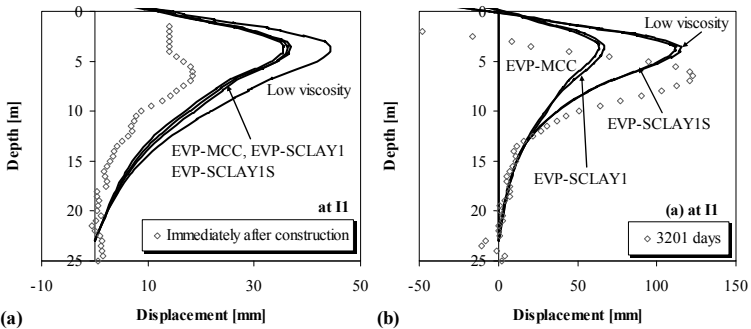 0
5
10
15
20
25
Depth [m]
Low viscosity
EVP-MCC, EVP-SCLAY1
EVP-SCLAY1S
at I1
Immediately after construction
-10
10
30
50
Displacement [mm]
(a)
0
5
10
15
20
25
Depth [m]
Low viscosity
EVP-MCC
EVP-SCLAY1S
EVP-SCLAY1
(a) at I1
3201 days
-50
0
50
100
150
Displacement [mm]
(b)